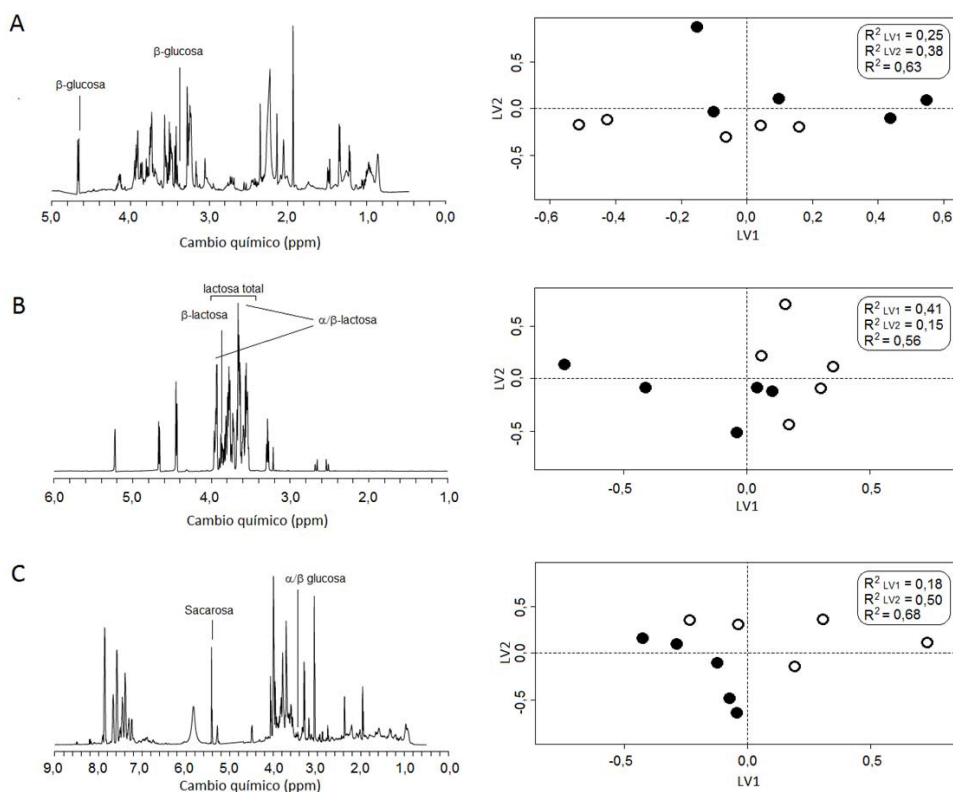 A
β-glucosa
β-glucosa
5,0 4,0 3,0 2,0 1,0 0,0
Cambio químico (ppm)
R² LV1 = 0,25
R² LV2 = 0,38
R² = 0,63
LV2
0.5
0.0
-0.5
-0.6 -0.4 -0,2 0,0 0,2 0,4 0,6
LV1
B
lactosa total
β-lactosa
α/β-lactosa
6,0 5,0 4,0 3,0 2,0 1,0
Cambio químico (ppm)
R² LV1 = 0,41
R² LV2 = 0,15
R² = 0,56
LV2
0.5
0.0
-0.5
-0,5 0,0 0,5
LV1
C
α/β glucosa
Sacarosa
9,0 8,0 7,0 6,0 5,0 4,0 3,0 2,0 1,0 0,0
Cambio químico (ppm)
R² LV1 = 0,18
R² LV2 = 0,50
R² = 0,68
LV2
0.5
0.0
-0.5
-0,5 0,0 0,5
LV1